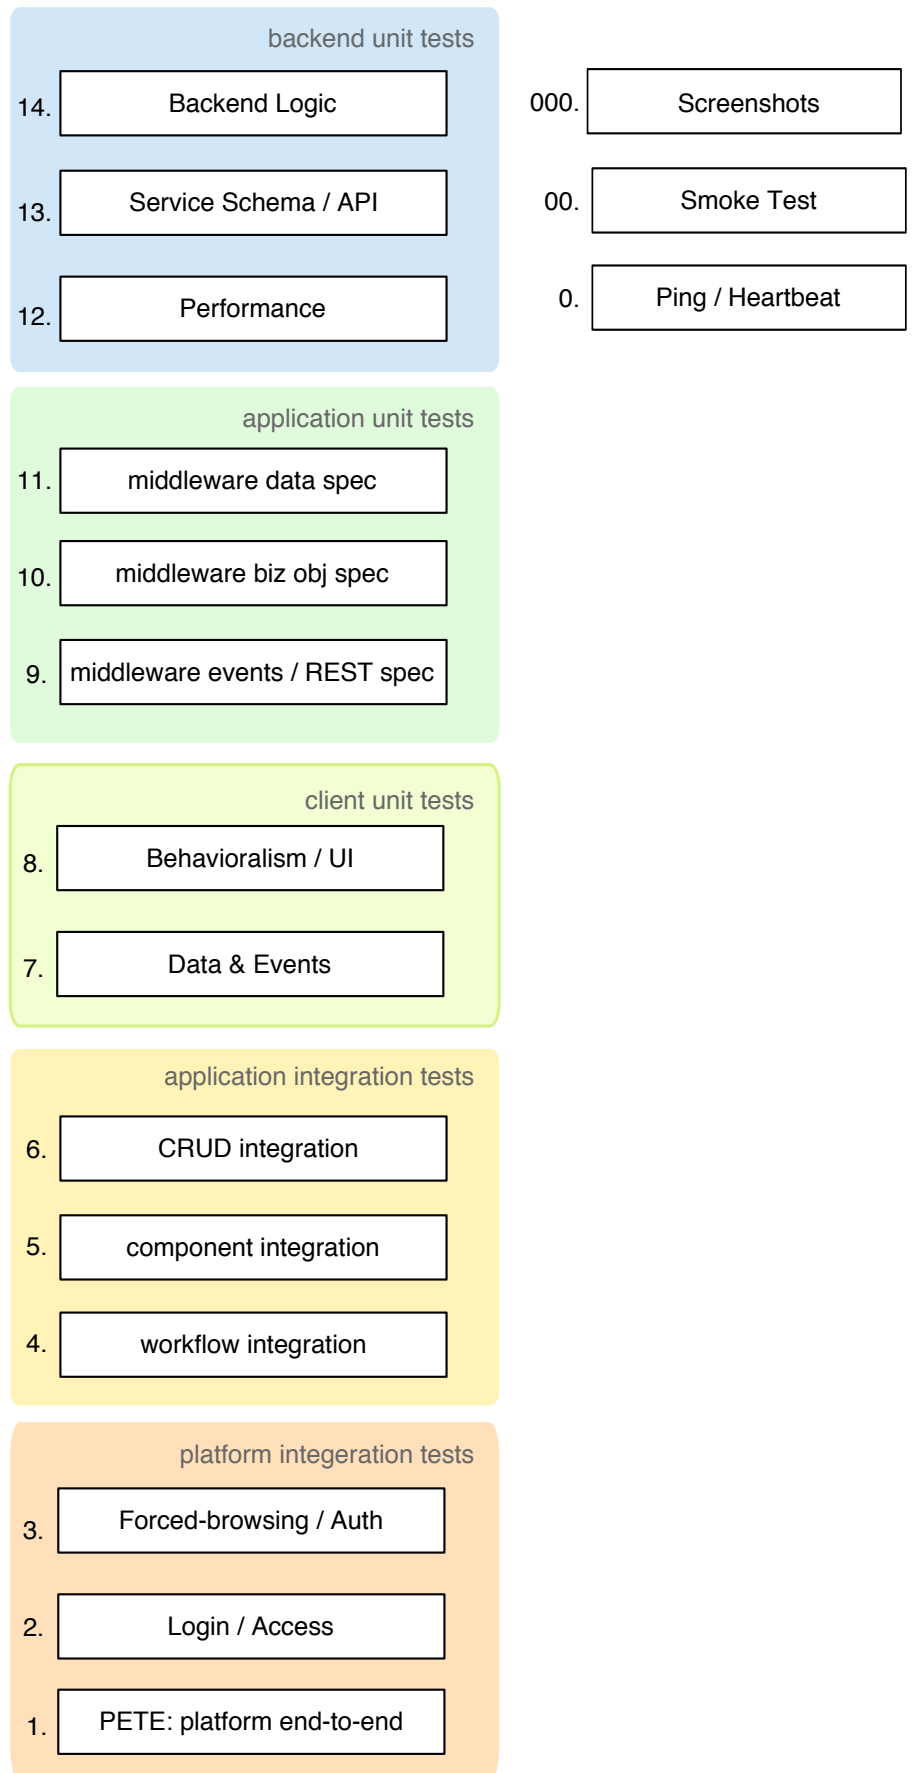 backend unit tests
14. Backend Logic
13. Service Schema / API
12. Performance
000. Screenshots
00. Smoke Test
0. Ping / Heartbeat
application unit tests
11. middleware data spec
10. middleware biz obj spec
9. middleware events / REST spec
client unit tests
8. Behavioralism / UI
7. Data & Events
application integration tests
6. CRUD integration
5. component integration
4. workflow integration
platform integeration tests
3. Forced-browsing / Auth
2. Login / Access
1. PETE: platform end-to-end